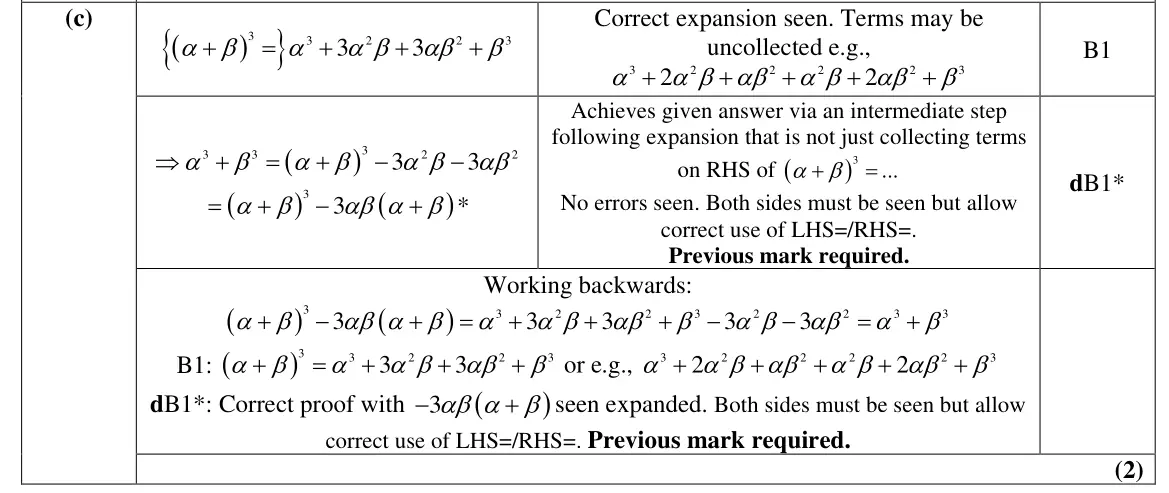 (c)
{(α + β)³ =} α³ + 3α²β + 3αβ² + β³
Correct expansion seen. Terms may be
uncollected e.g.,
α³ + 2α²β + αβ² + α²β + 2αβ² + β³
B1
⇒ α³ + β³ = (α + β)³ − 3α²β − 3αβ²
= (α + β)³ − 3αβ(α + β) *
Achieves given answer via an intermediate step
following expansion that is not just collecting terms
on RHS of (α + β)³ = ...
No errors seen. Both sides must be seen but allow
correct use of LHS=/RHS=.
Previous mark required.
dB1*
Working backwards:
(α + β)³ − 3αβ(α + β) = α³ + 3α²β + 3αβ² + β³ − 3α²β − 3αβ² = α³ + β³
B1: (α + β)³ = α³ + 3α²β + 3αβ² + β³ or e.g., α³ + 2α²β + αβ² + α²β + 2αβ² + β³
dB1*: Correct proof with −3αβ(α + β) seen expanded. Both sides must be seen but allow
correct use of LHS=/RHS=. Previous mark required.
(2)